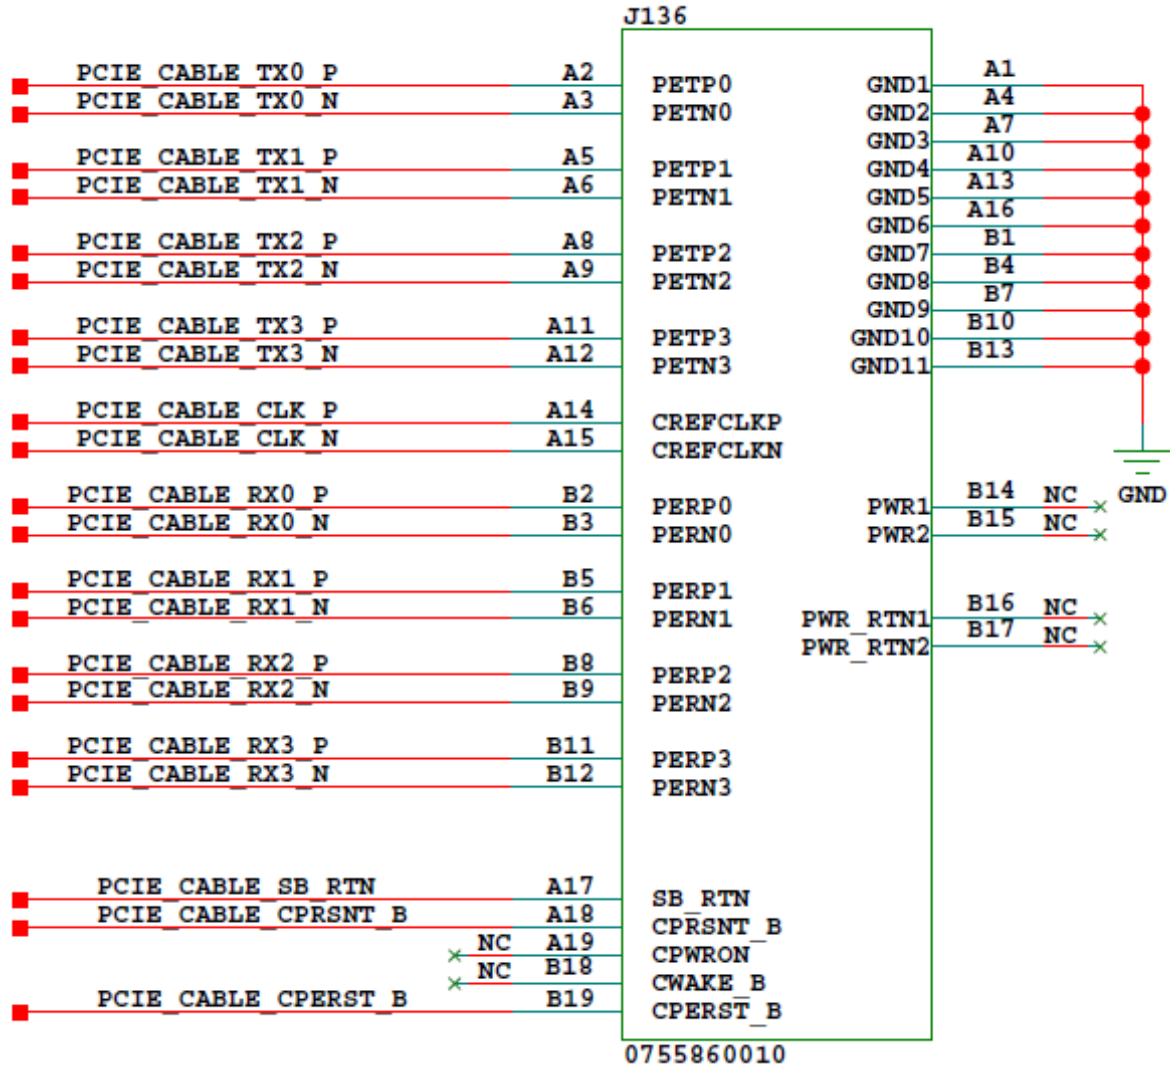 J136
PCIE_CABLE_TX0_P A2 PETP0 GND1 A1
PCIE_CABLE_TX0_N A3 PETN0 GND2 A4
GND3 A7
PCIE_CABLE_TX1_P A5 PETP1 GND4 A10
PCIE_CABLE_TX1_N A6 PETN1 GND5 A13
GND6 A16
PCIE_CABLE_TX2_P A8 PETP2 GND7 B1
PCIE_CABLE_TX2_N A9 PETN2 GND8 B4
GND9 B7
PCIE_CABLE_TX3_P A11 PETP3 GND10 B10
PCIE_CABLE_TX3_N A12 PETN3 GND11 B13
PCIE_CABLE_CLK_P A14 CREFCLKP
PCIE_CABLE_CLK_N A15 CREFCLKN
PCIE_CABLE_RX0_P B2 PERP0 PWR1 B14 NC GND
PCIE_CABLE_RX0_N B3 PERN0 PWR2 B15 NC
PCIE_CABLE_RX1_P B5 PERP1
PCIE_CABLE_RX1_N B6 PERN1 PWR_RTN1 B16 NC
PWR_RTN2 B17 NC
PCIE_CABLE_RX2_P B8 PERP2
PCIE_CABLE_RX2_N B9 PERN2
PCIE_CABLE_RX3_P B11 PERP3
PCIE_CABLE_RX3_N B12 PERN3
PCIE_CABLE_SB_RTN A17 SB_RTN
PCIE_CABLE_CPRSNT_B A18 CPRSNT_B
NC A19 CPWRON
NC B18 CWAKE_B
PCIE_CABLE_CPERST_B B19 CPERST_B
0755860010